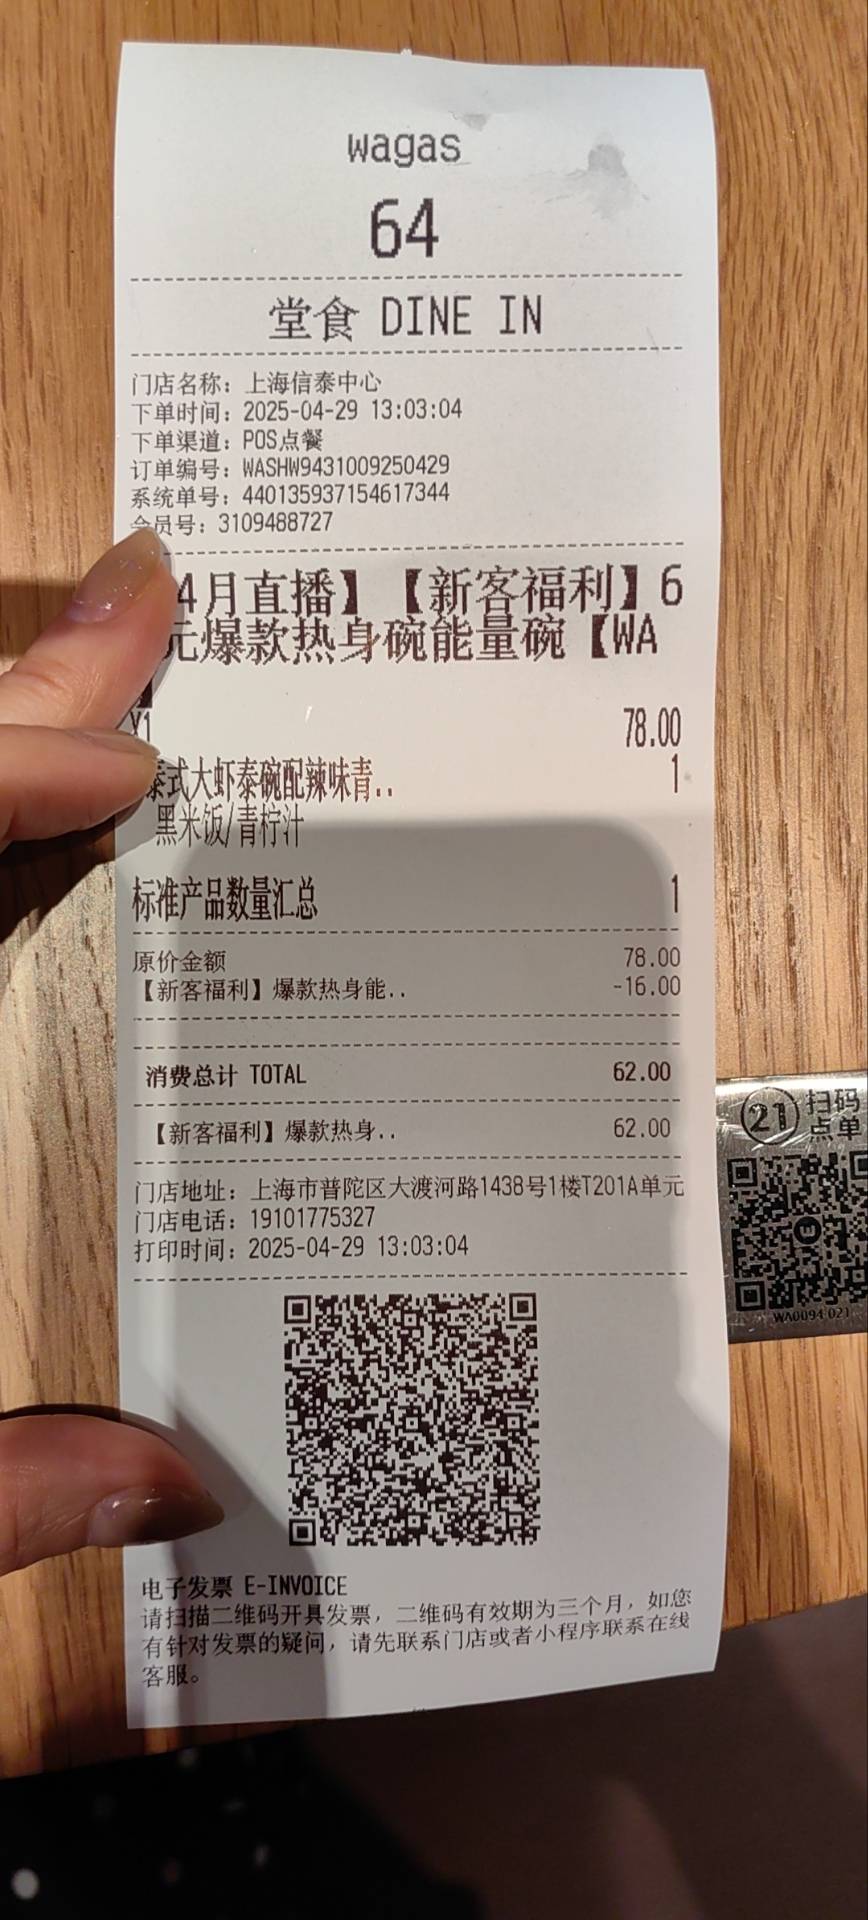 wagas
64
堂食 DINE IN
门店名称：上海信泰中心
下单时间：2025-04-29 13:03:04
下单渠道：POS点餐
订单编号：WASHW9431009250429
系统单号：440135937154617344
会员号：3109488727
4月直播】【新客福利】6
元爆款热身碗能量碗【WA
】
X1 78.00
泰式大虾泰碗配辣味青.. 1
黑米饭/青柠汁
标准产品数量汇总 1
原价金额 78.00
【新客福利】爆款热身能.. -16.00
消费总计 TOTAL 62.00
【新客福利】爆款热身.. 62.00
门店地址：上海市普陀区大渡河路1438号1楼T201A单元
门店电话：19101775327
打印时间：2025-04-29 13:03:04
电子发票 E-INVOICE
请扫描二维码开具发票，二维码有效期为三个月，如您
有针对发票的疑问，请先联系门店或者小程序联系在线
客服。
21 扫码
点单
WA0094-021